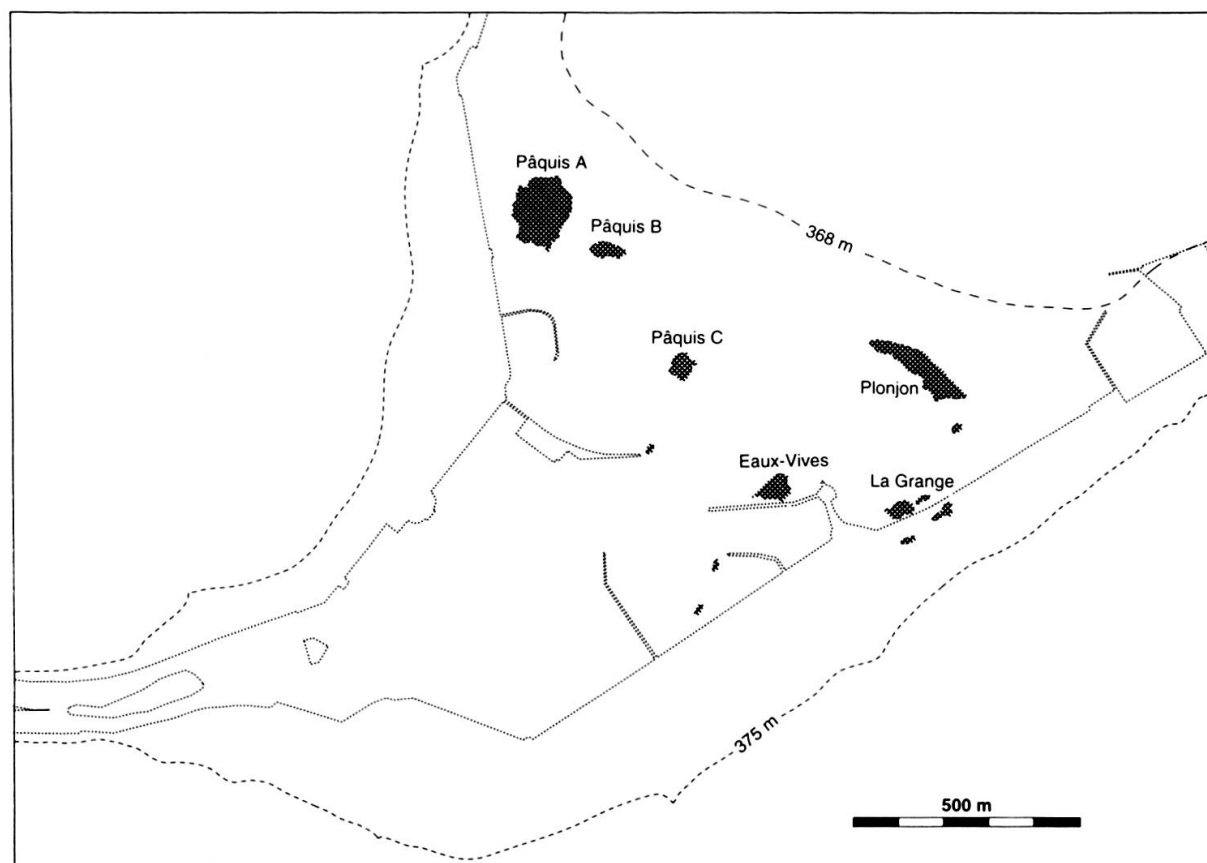 Pâquis A
Pâquis B
368 m
Pâquis C
Plonjon
Eaux-Vives
La Grange
375 m
500 m